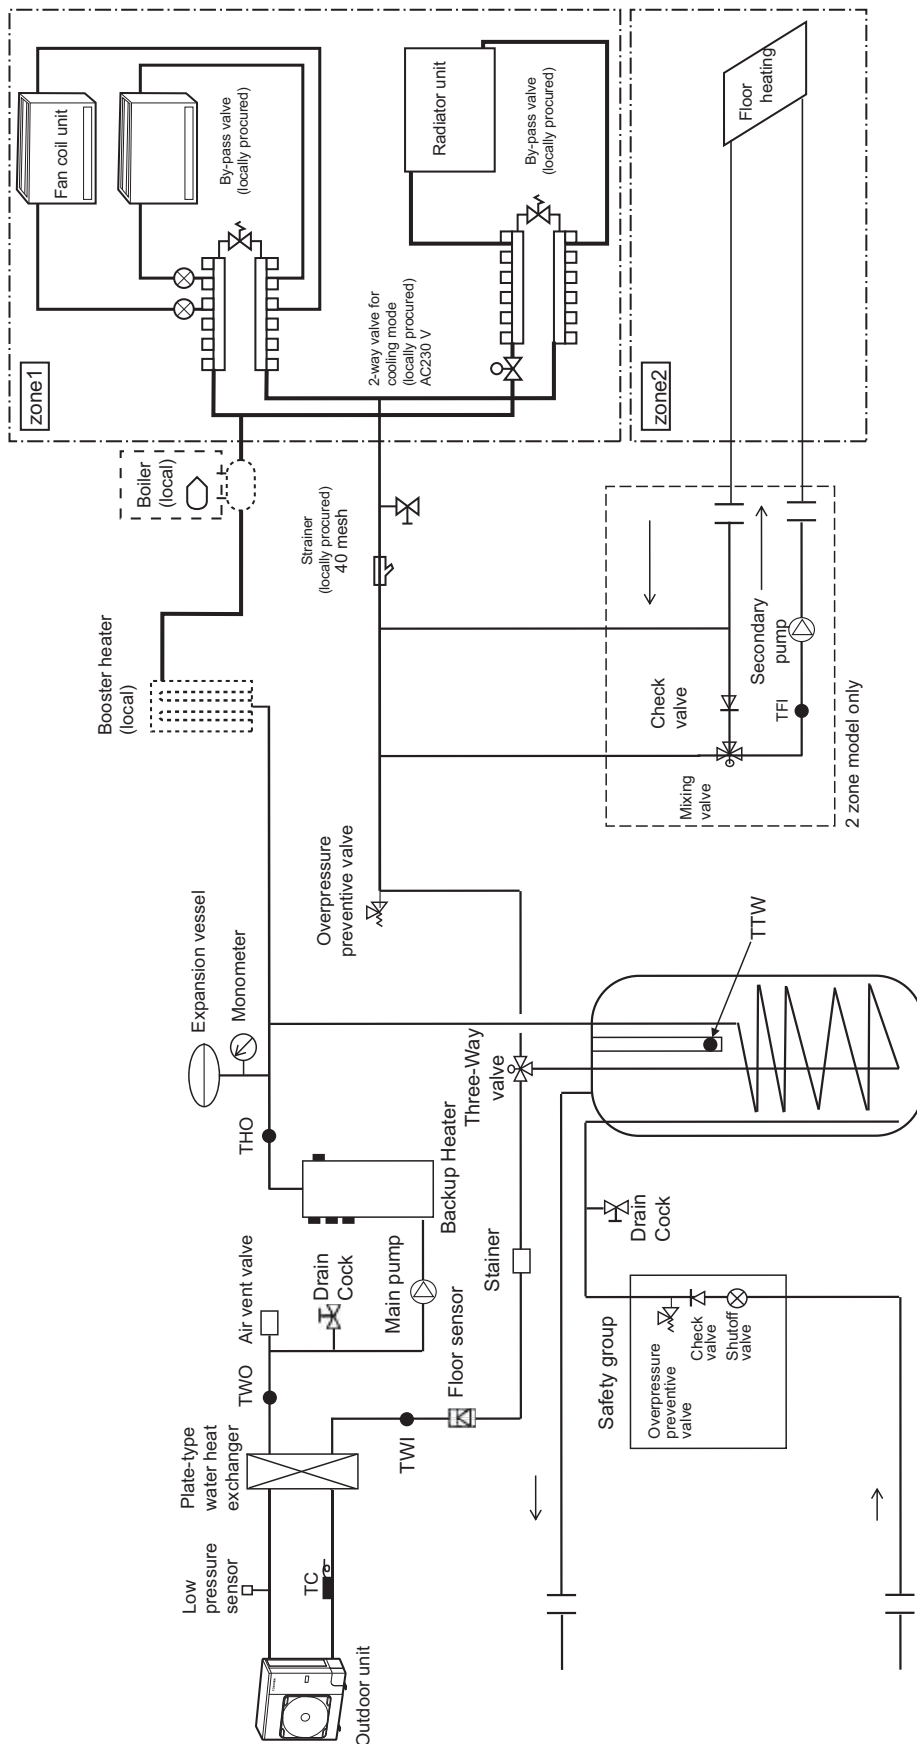 Outdoor unit
Low
pressure
sensor
TC
Plate-type
water heat
exchanger
TWO
TWI
Air vent valve
Drain
Cock
Main pump
Floor sensor
Backup Heater
THO
Monometer
Expansion vessel
Booster heater
(local)
Boiler
(local)
Stainer
Three-Way
valve
Overpressure
preventive valve
Strainer
(locally procured)
40 mesh
zone1
Fan coil unit
By-pass valve
(locally procured)
2-way valve for
cooling mode
(locally procured)
AC230 V
Radiator unit
By-pass valve
(locally procured)
zone2
Floor
heating
Mixing
valve
Check
valve
Secondary
pump
TFI
2 zone model only
TTW
Drain
Cock
Safety group
Overpressure
preventive
valve
Check
valve
Shutoff
valve